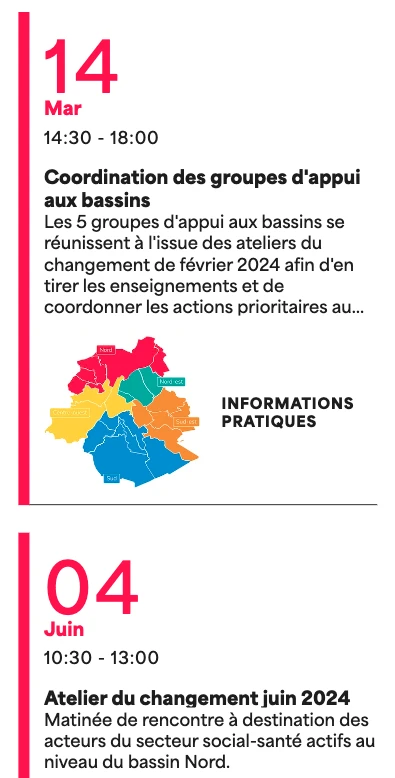 14
Mar
14:30 - 18:00
Coordination des groupes d'appui
aux bassins
Les 5 groupes d'appui aux bassins se
réunissent à l'issue des ateliers du
changement de février 2024 afin d'en
tirer les enseignements et de
coordonner les actions prioritaires au...
Nord
Nord-est
Sud-est
Sud
INFORMATIONS
PRATIQUES
04
Juin
10:30 - 13:00
Atelier du changement juin 2024
Matinée de rencontre à destination des
acteurs du secteur social-santé actifs au
niveau du bassin Nord.